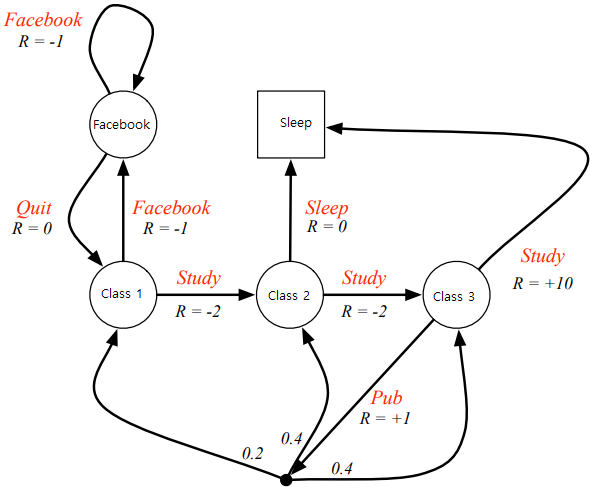 Facebook
R = -1
Facebook
Sleep
Quit
R = 0
Facebook
R = -1
Sleep
R = 0
Study
R = +10
Class 1
Study
R = -2
Class 2
Study
R = -2
Class 3
Pub
R = +1
0.2
0.4
0.4